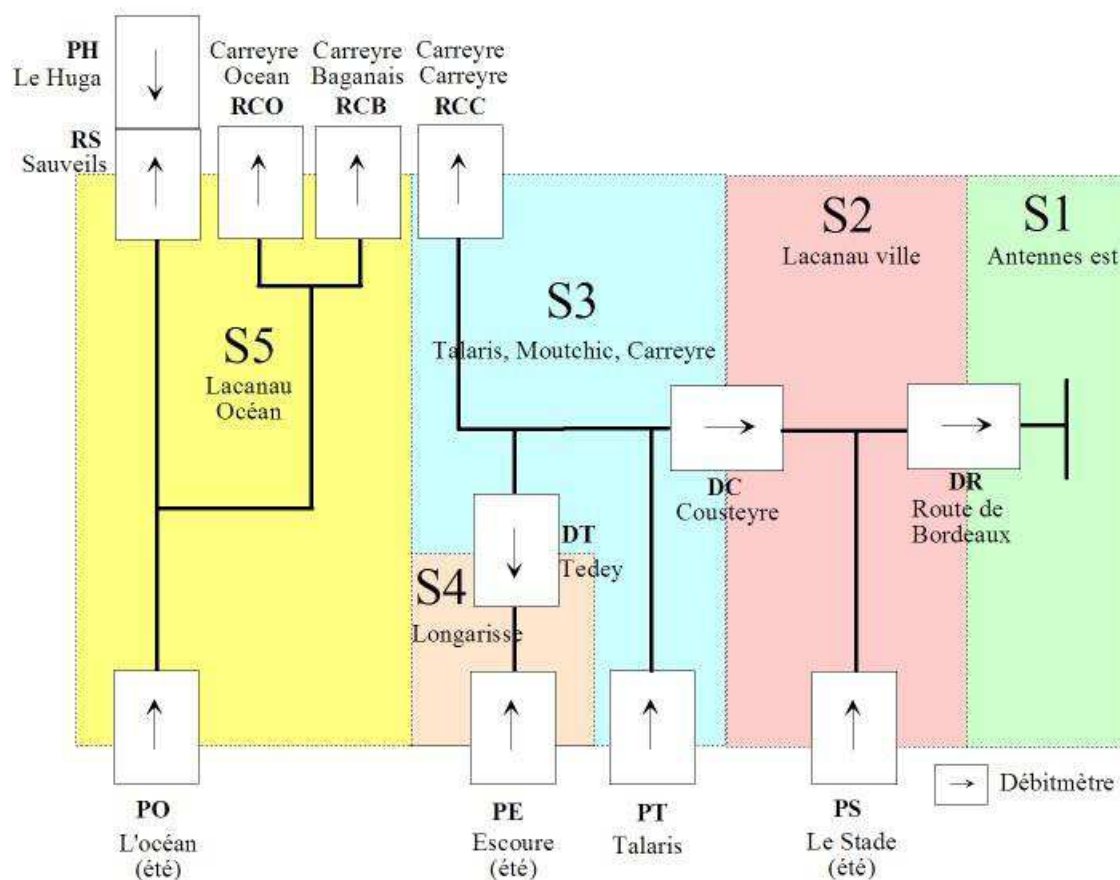 PH
Le Huga
RS
Sauveils
Carreyre
Ocean
RCO
Carreyre
Baganais
RCB
Carreyre
Carreyre
RCC
S5
Lacanau
Océan
S3
Talaris, Moutchic, Carreyre
S2
Lacanau ville
S1
Antennes est
DC
Cousteyre
DR
Route de
Bordeaux
DT
Tedey
S4
Longarisse
PO
L'océan
(été)
PE
Escoure
(été)
PT
Talaris
PS
Le Stade
(été)
Débitmètre